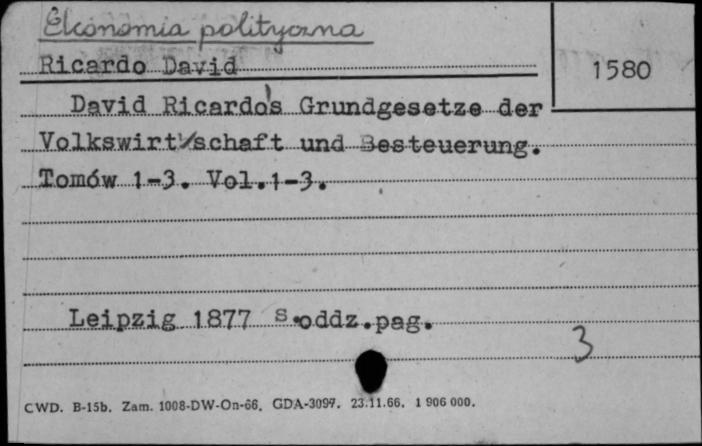 Ekonomia polityczna
Ricardo David
1580
David Ricardo's Grundgesetze der
Volkswirt/schaft und Besteuerung.
Tomów 1-3. Vol.1-3.
Leipzig 1877 S.oddz.pag.
3
CWD. B-15b. Zam. 1008-DW-On-66. GDA-3097. 23.11.66. 1 906 000.